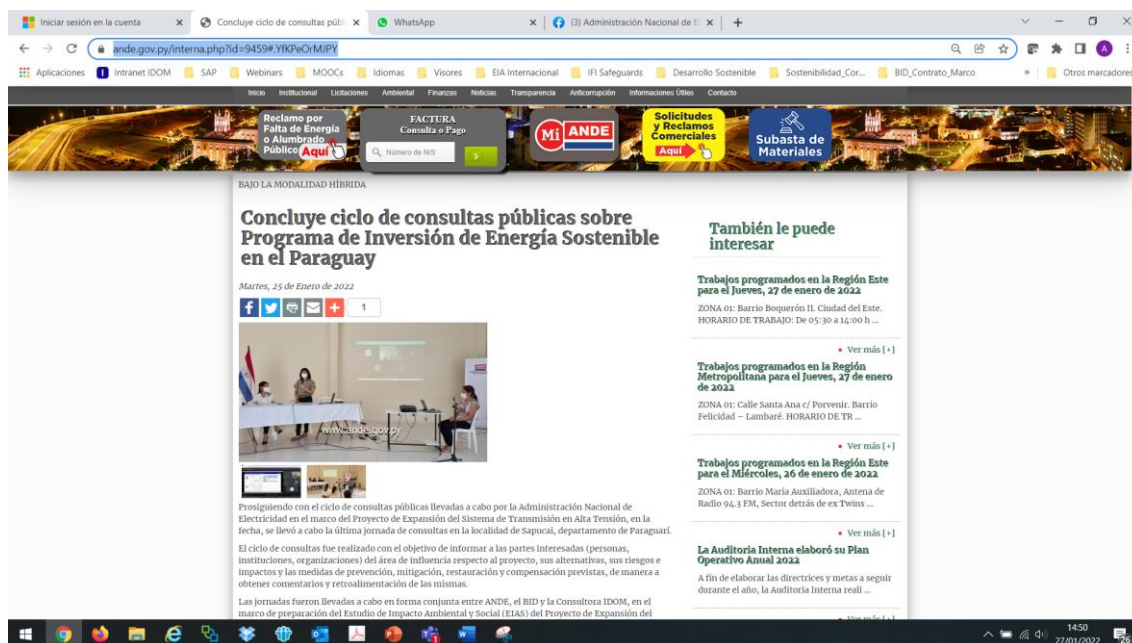 Iniciar sesión en la cuenta
Concluye ciclo de consultas públi
WhatsApp
(3) Administración Nacional de E
ande.gov.py/interna.php?id=9459#.YfKPeOrMJPY
Aplicaciones Intranet IDOM SAP Webinars MOOCs Idiomas Visores EIA Internacional IFI Safeguards Desarrollo Sostenible Sostenibilidad_Cor... BID_Contrato_Marco » Otros marcadores
Inicio Institucional Licitaciones Ambiental Finanzas Noticias Transparencia Anticorrupción Informaciones Útiles Contacto
Reclamo por
Falta de Energía
o Alumbrado
Público Aquí
FACTURA
Consulta o Pago
Número de NIS
Mi ANDE
Solicitudes
y Reclamos
Comerciales
Aquí
Subasta de
Materiales
BAJO LA MODALIDAD HÍBRIDA
Concluye ciclo de consultas públicas sobre
Programa de Inversión de Energía Sostenible
en el Paraguay
Martes, 25 de Enero de 2022
1
www.ande.gov.py
Prosiguiendo con el ciclo de consultas públicas llevadas a cabo por la Administración Nacional de
Electricidad en el marco del Proyecto de Expansión del Sistema de Transmisión en Alta Tensión, en la
fecha, se llevó a cabo la última jornada de consultas en la localidad de Sapucai, departamento de Paraguarí.
El ciclo de consultas fue realizado con el objetivo de informar a las partes interesadas (personas,
instituciones, organizaciones) del área de influencia respecto al proyecto, sus alternativas, sus riesgos e
impactos y las medidas de prevención, mitigación, restauración y compensación previstas, de manera a
obtener comentarios y retroalimentación de las mismas.
Las jornadas fueron llevadas a cabo en forma conjunta entre ANDE, el BID y la Consultora IDOM, en el
marco de preparación del Estudio de Impacto Ambiental y Social (EIAS) del Proyecto de Expansión del
También le puede
interesar
Trabajos programados en la Región Este
para el Jueves, 27 de enero de 2022
ZONA 01: Barrio Boquerón II. Ciudad del Este.
HORARIO DE TRABAJO: De 05:30 a 14:00 h ...
Ver más [+]
Trabajos programados en la Región
Metropolitana para el Jueves, 27 de enero
de 2022
ZONA 01: Calle Santa Ana c/ Porvenir. Barrio
Felicidad – Lambaré. HORARIO DE TR ...
Ver más [+]
Trabajos programados en la Región Este
para el Miércoles, 26 de enero de 2022
ZONA 01: Barrio María Auxiliadora, Antena de
Radio 94.3 FM, Sector detrás de ex Twins ...
Ver más [+]
La Auditoria Interna elaboró su Plan
Operativo Anual 2022
A fin de elaborar las directrices y metas a seguir
durante el año, la Auditoria Interna reali ...
Ver más [+]
14:50
27/01/2022